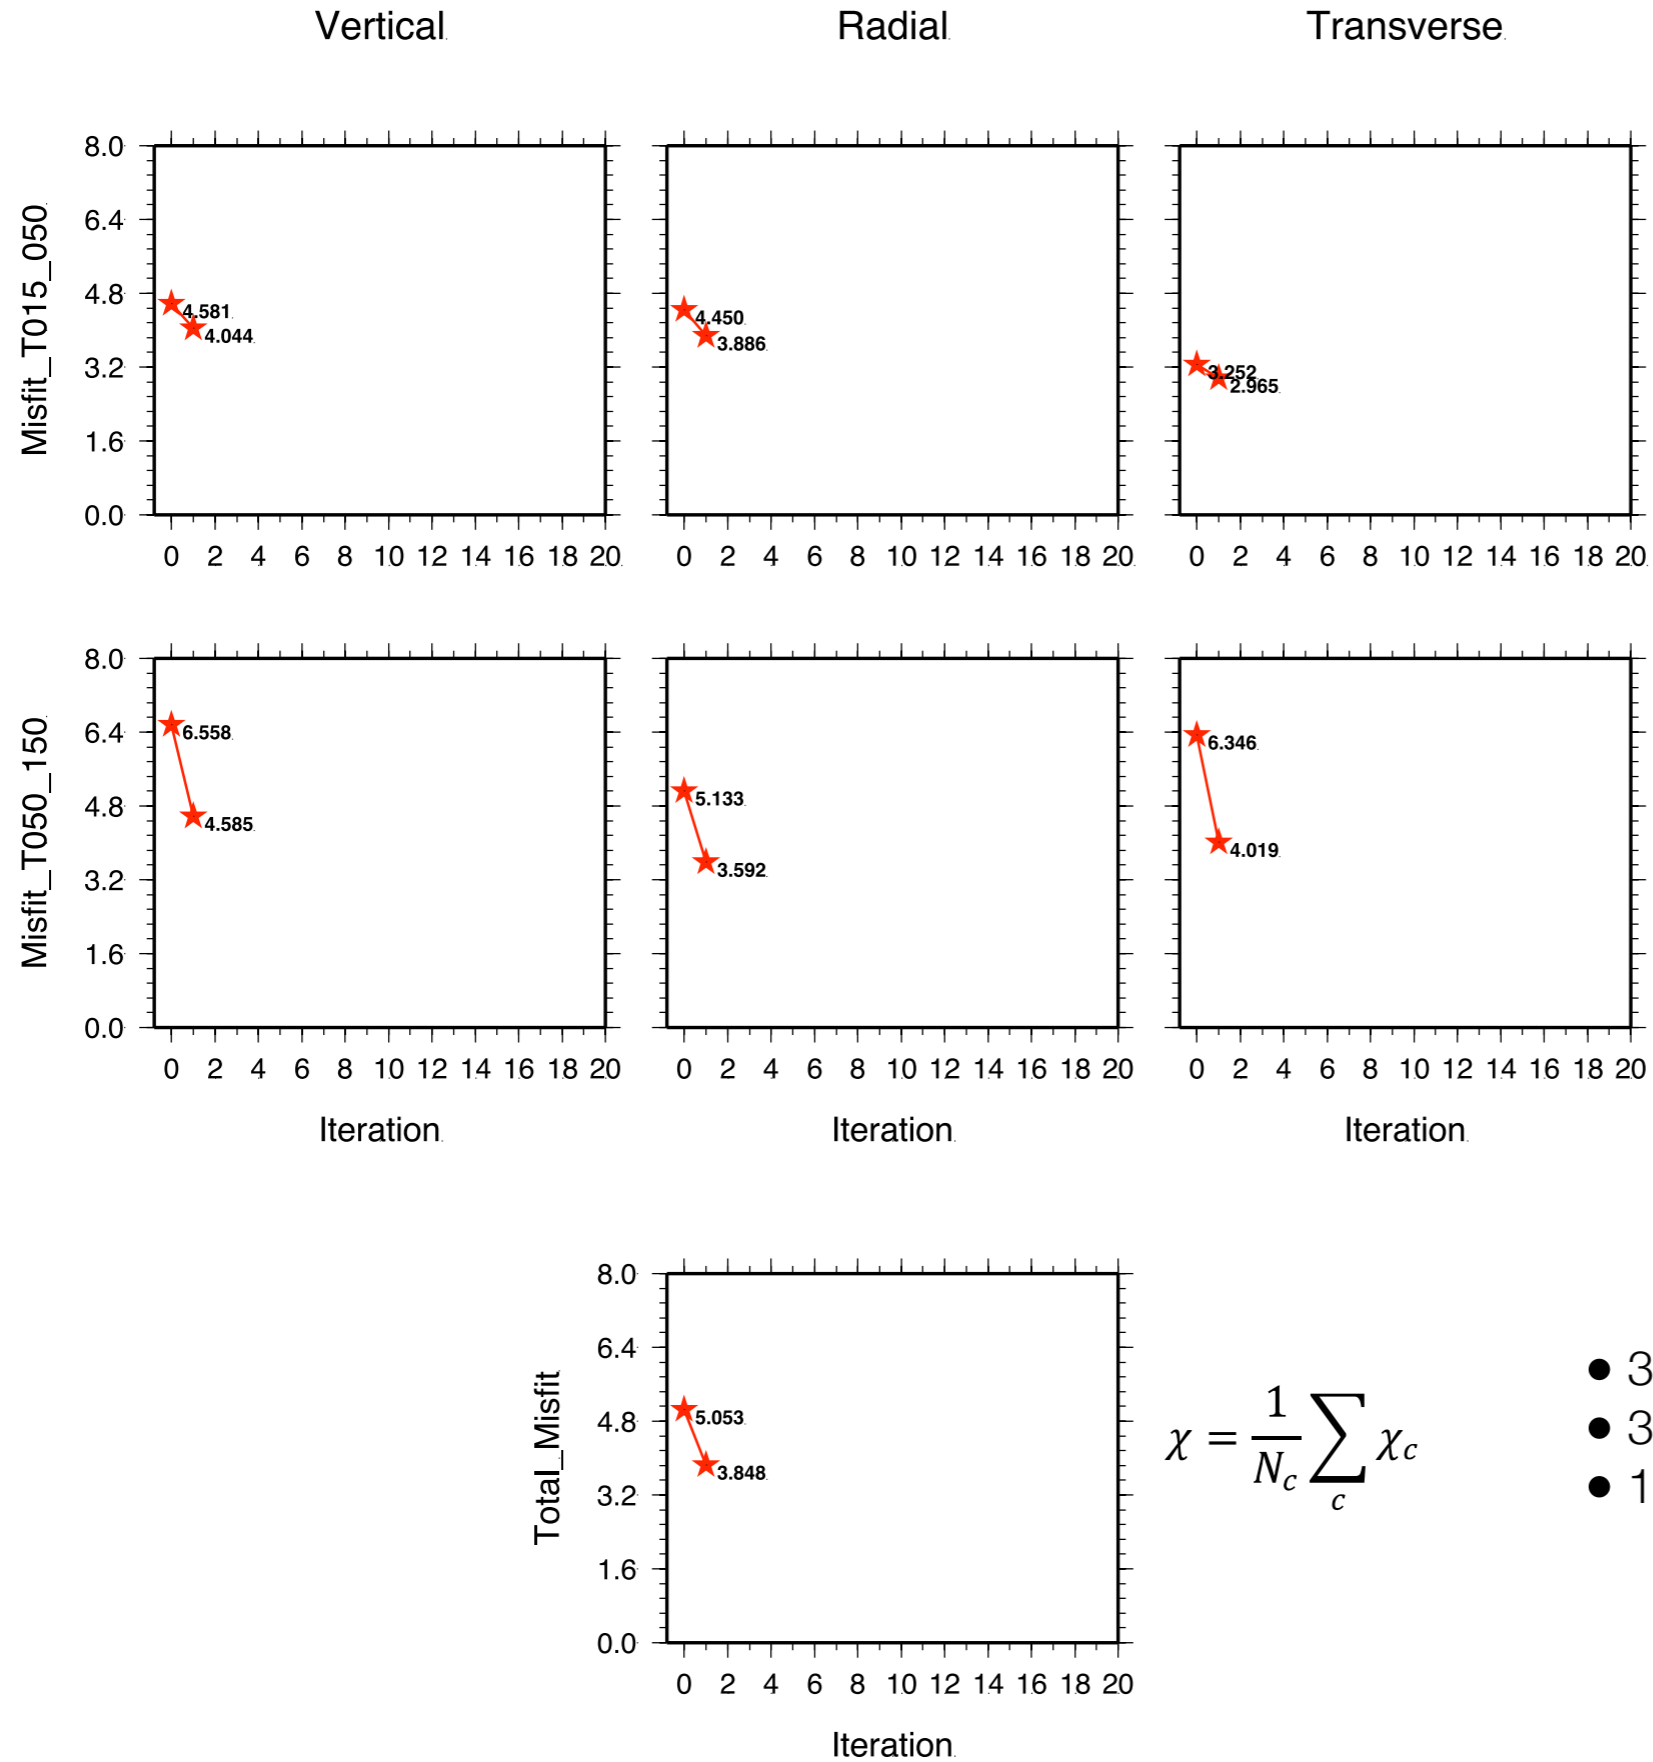 Vertical Radial Transverse
Misfit_T015_050
8.0
6.4
4.8
3.2
1.6
0.0
4.581
4.044
4.450
3.886
3.252
2.965
0 2 4 6 8 10 12 14 16 18 20
0 2 4 6 8 10 12 14 16 18 20
0 2 4 6 8 10 12 14 16 18 20
Misfit_T050_150
8.0
6.4
4.8
3.2
1.6
0.0
6.558
4.585
5.133
3.592
6.346
4.019
0 2 4 6 8 10 12 14 16 18 20
0 2 4 6 8 10 12 14 16 18 20
0 2 4 6 8 10 12 14 16 18 20
Iteration Iteration Iteration
Total_Misfit
8.0
6.4
4.8
3.2
1.6
0.0
5.053
3.848
0 2 4 6 8 10 12 14 16 18 20
Iteration
χ = 1/N_c ∑_c χ_c
● 3
● 3
● 1